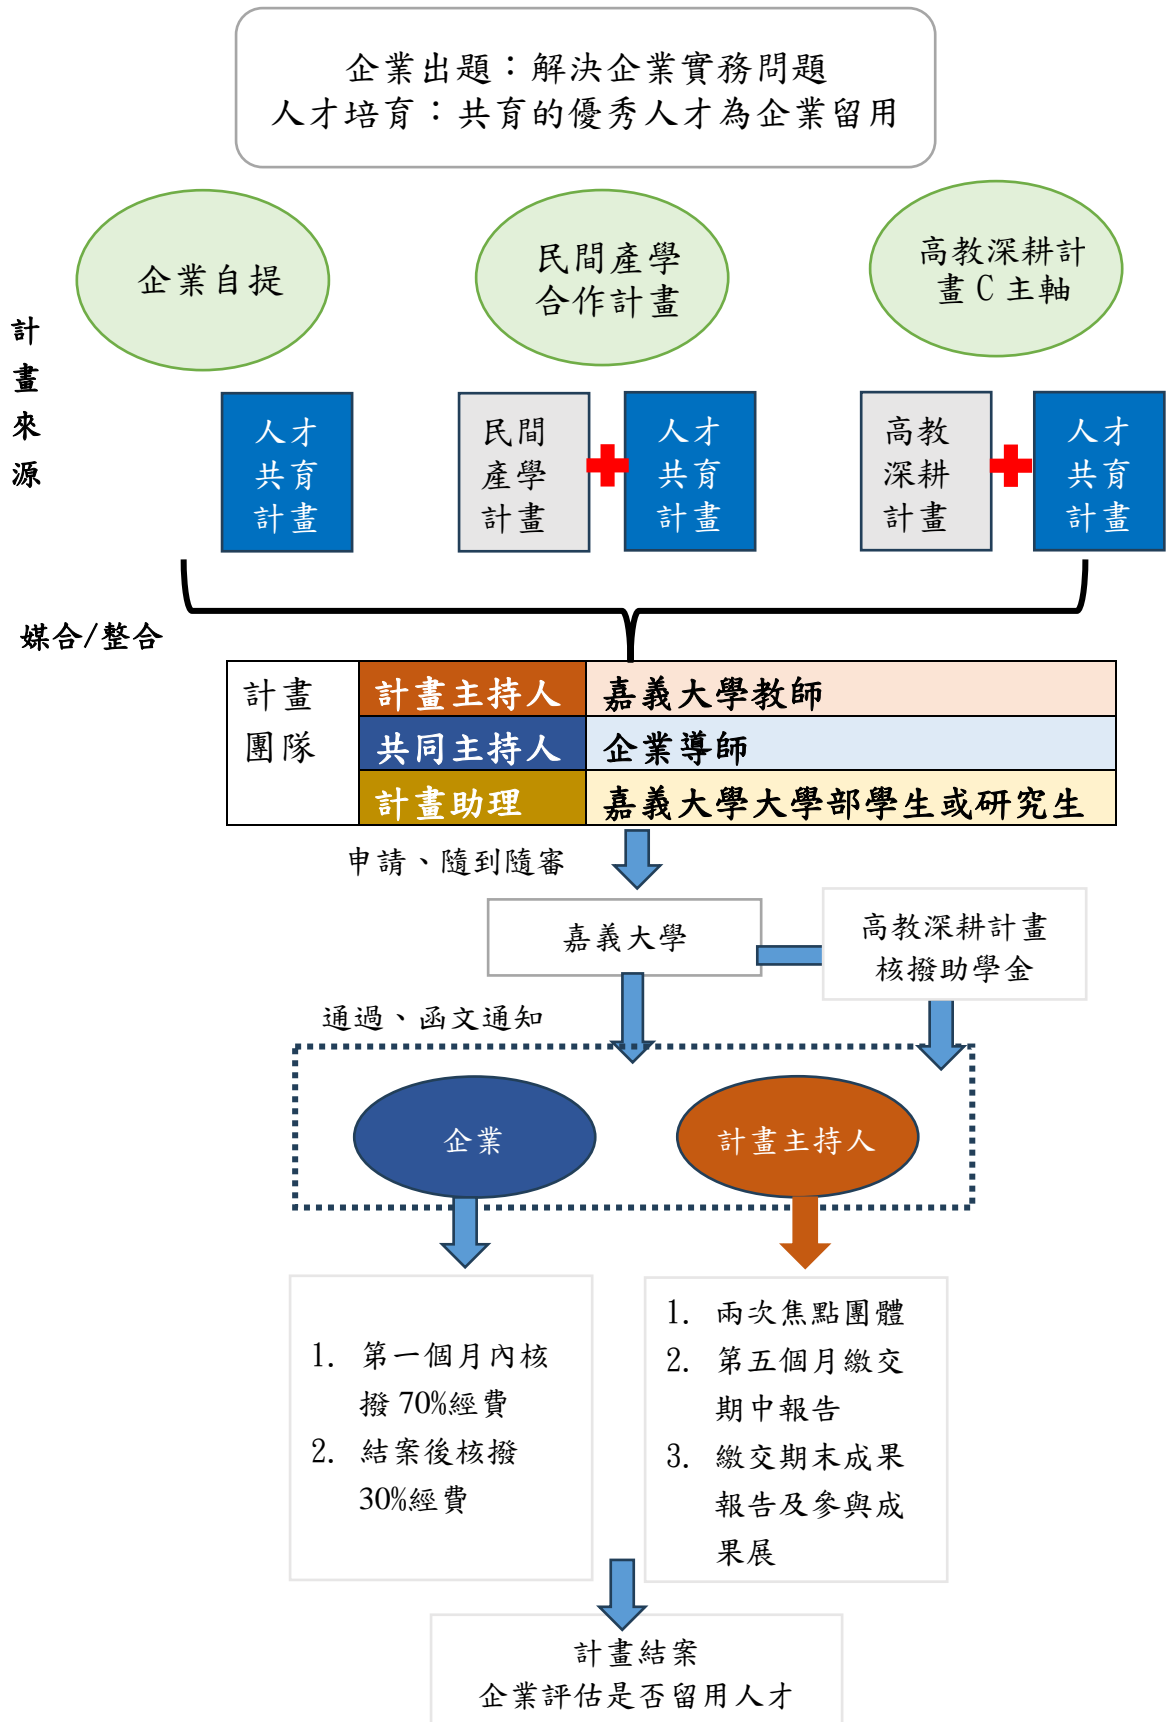 企業出題：解決企業實務問題
人才培育：共育的優秀人才為企業留用
企業自提
民間產學
合作計畫
高教深耕計
畫 C 主軸
計
畫
來
源
人才
共育
計畫
民間
產學
計畫
人才
共育
計畫
高教
深耕
計畫
人才
共育
計畫
媒合/整合
計畫
團隊
計畫主持人
嘉義大學教師
共同主持人
企業導師
計畫助理
嘉義大學大學部學生或研究生
申請、隨到隨審
嘉義大學
高教深耕計畫
核撥助學金
通過、函文通知
企業
計畫主持人
1. 第一個月內核
撥 70%經費
2. 結案後核撥
30%經費
1. 兩次焦點團體
2. 第五個月繳交
期中報告
3. 繳交期末成果
報告及參與成
果展
計畫結案
企業評估是否留用人才